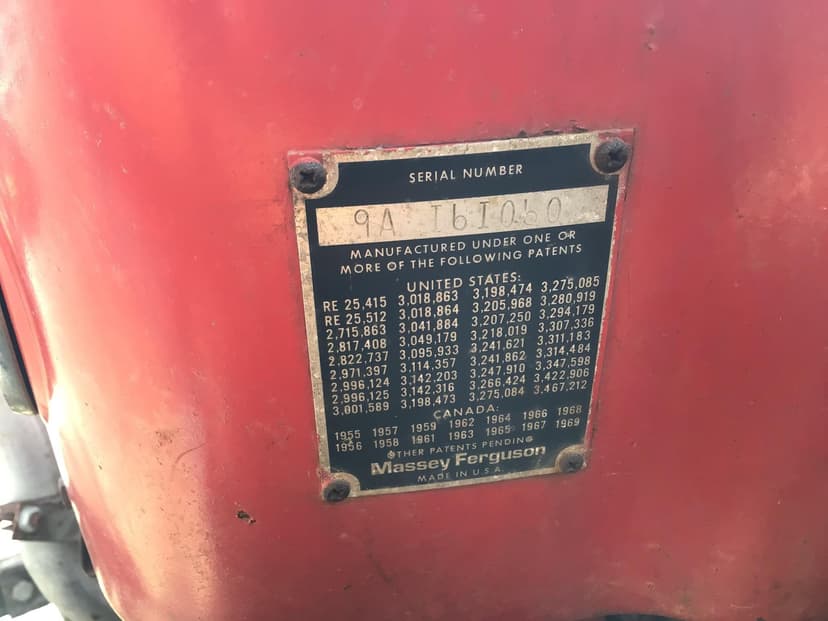 SERIAL NUMBER
9A I6I060
MANUFACTURED UNDER ONE OR
MORE OF THE FOLLOWING PATENTS
UNITED STATES:
RE 25,415 3,018,863 3,198,474 3,275,085
RE 25,512 3,018,864 3,205,968 3,280,919
2,715,863 3,041,884 3,207,250 3,294,179
2,817,408 3,049,179 3,218,019 3,307,336
2,822,737 3,095,933 3,241,621 3,311,183
2,971,397 3,114,357 3,241,862 3,314,484
2,996,124 3,142,203 3,247,910 3,347,598
2,996,125 3,142,316 3,266,424 3,422,906
3,001,589 3,198,473 3,275,084 3,467,212
CANADA:
1955 1957 1959 1962 1964 1966 1968
1956 1958 1961 1963 1965 1967 1969
OTHER PATENTS PENDING
Massey Ferguson
MADE IN U.S.A.